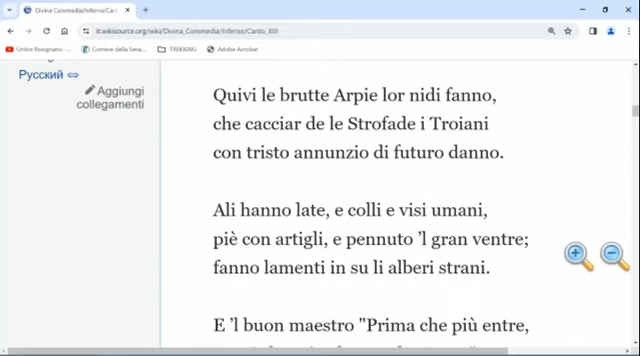 Divina Commedia/Inferno/Cant
it.wikisource.org/wiki/Divina_Commedia/Inferno/Canto_XIII
Corriere della Sera...
TREKKING
Adobe Acrobat
Русский
Aggiungi
collegamenti
Quivi le brutte Arpie lor nidi fanno,
che cacciar de le Strofade i Troiani
con tristo annunzio di futuro danno.
Ali hanno late, e colli e visi umani,
piè con artigli, e pennuto ’l gran ventre;
fanno lamenti in su li alberi strani.
E ’l buon maestro "Prima che più entre,